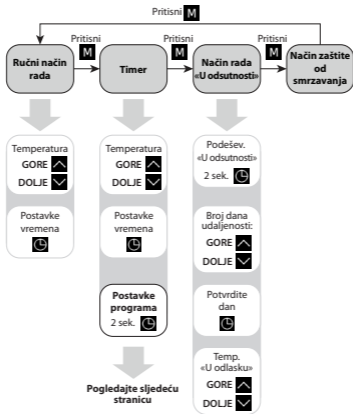 Pritisni M
Ručni način
rada
Pritisni
M
Timer
Pritisni
M
Način rada
«U odsutnosti»
Pritisni
M
Način zaštite
od
smrzavanja
Temperatura
GORE
DOLJE
Postavke
vremena
Temperatura
GORE
DOLJE
Postavke
vremena
Postavke
programa
2 sek.
Pogledajte sljedeću
stranicu
Podešev.
«U odsutnosti»
2 sek.
Broj dana
udaljenosti:
GORE
DOLJE
Potvrdite
dan
Temp.
«U odlasku»
GORE
DOLJE